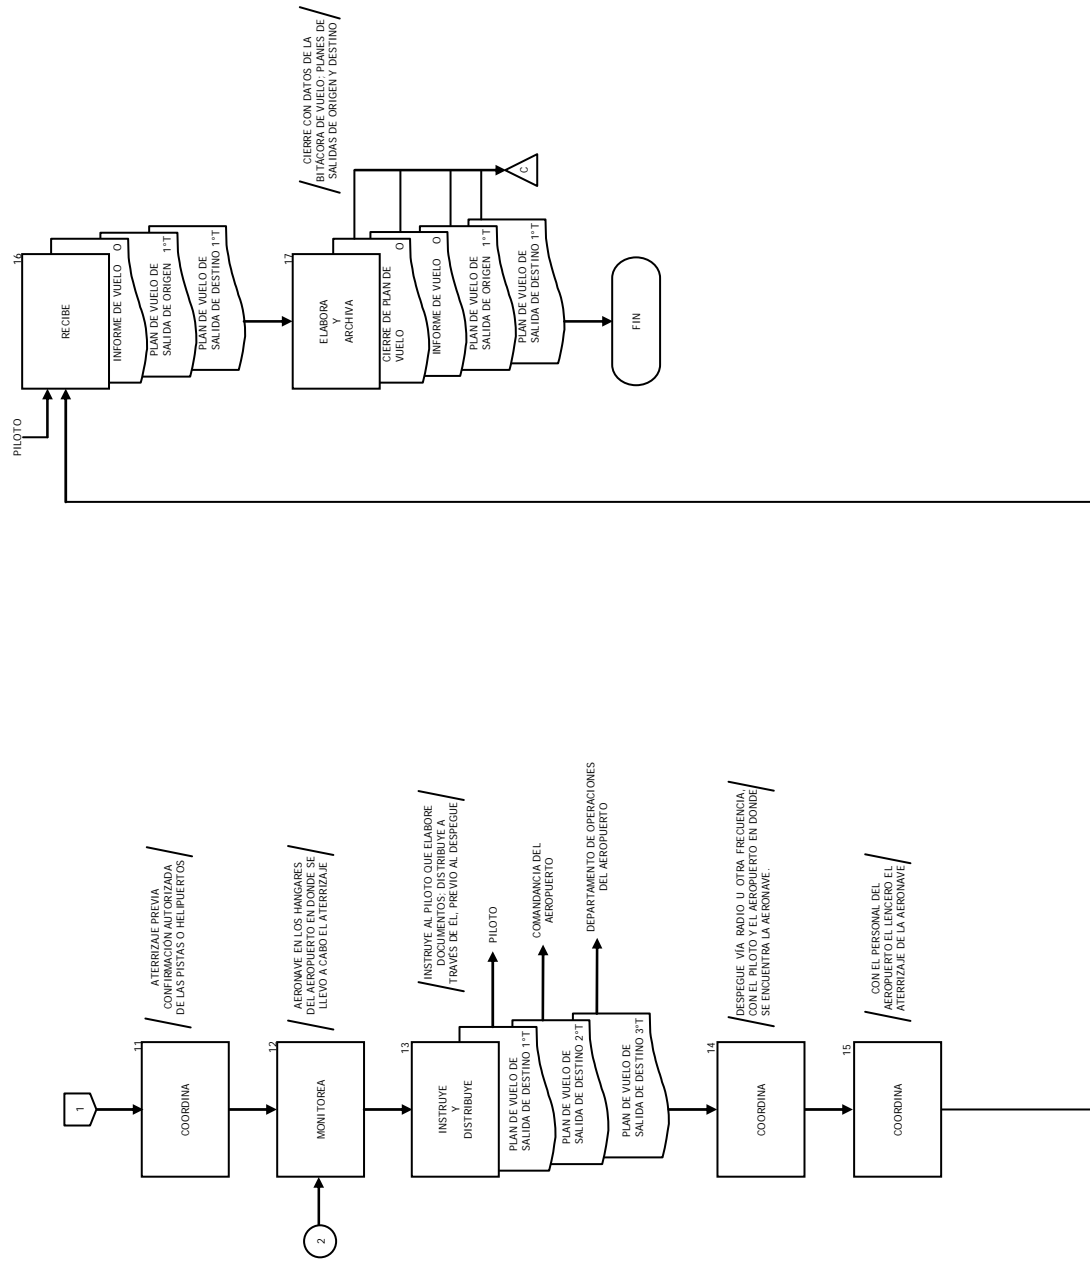 1
11
COORDINA
ATERRIZAJE PREVIA
CONFIRMACIÓN AUTORIZADA
DE LAS PISTAS O HELIPUERTOS
2
12
MONITOREA
AERONAVE EN LOS HANGARES
DEL AEROPUERTO EN DONDE SE
LLEVO A CABO EL ATERRIZAJE
13
INSTRUYE
Y
DISTRIBUYE
INSTRUYE AL PILOTO QUE ELABORE
DOCUMENTOS; DISTRIBUYE A
TRAVÉS DE ÉL, PREVIO AL DESPEGUE
PLAN DE VUELO DE
SALIDA DE DESTINO 1°T
PILOTO
PLAN DE VUELO DE
SALIDA DE DESTINO 2°T
COMANDANCIA DEL
AEROPUERTO
PLAN DE VUELO DE
SALIDA DE DESTINO 3°T
DEPARTAMENTO DE OPERACIONES
DEL AEROPUERTO
14
COORDINA
DESPEGUE VÍA RADIO U OTRA FRECUENCIA,
CON EL PILOTO Y EL AEROPUERTO EN DONDE
SE ENCUENTRA LA AERONAVE.
15
COORDINA
CON EL PERSONAL DEL
AEROPUERTO EL LENCERO EL
ATERRIZAJE DE LA AERONAVE
PILOTO
16
RECIBE
INFORME DE VUELO O
PLAN DE VUELO DE
SALIDA DE ORIGEN 1°T
PLAN DE VUELO DE
SALIDA DE DESTINO 1°T
17
ELABORA
Y
ARCHIVA
CIERRE CON DATOS DE LA
BITÁCORA DE VUELO; PLANES DE
SALIDAS DE ORIGEN Y DESTINO
CIERRE DE PLAN DE
VUELO O
INFORME DE VUELO O
PLAN DE VUELO DE
SALIDA DE ORIGEN 1°T
PLAN DE VUELO DE
SALIDA DE DESTINO 1°T
C
FIN